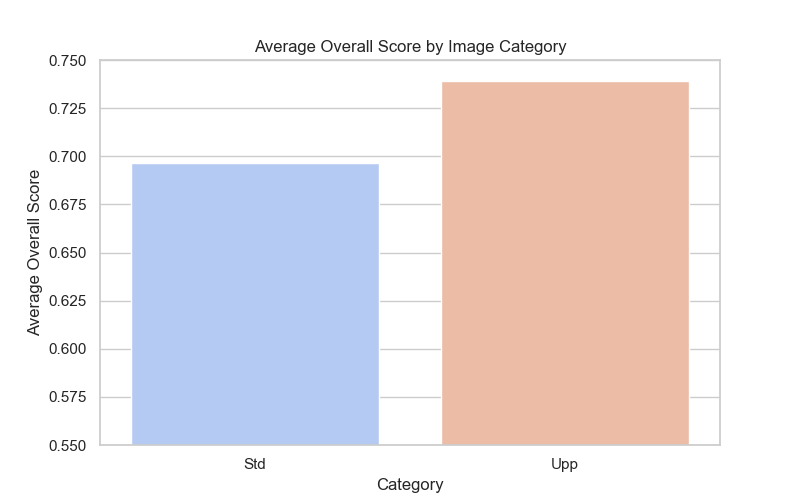 Average Overall Score by Image Category
Average Overall Score
0.750
0.725
0.700
0.675
0.650
0.625
0.600
0.575
0.550
Std
Upp
Category